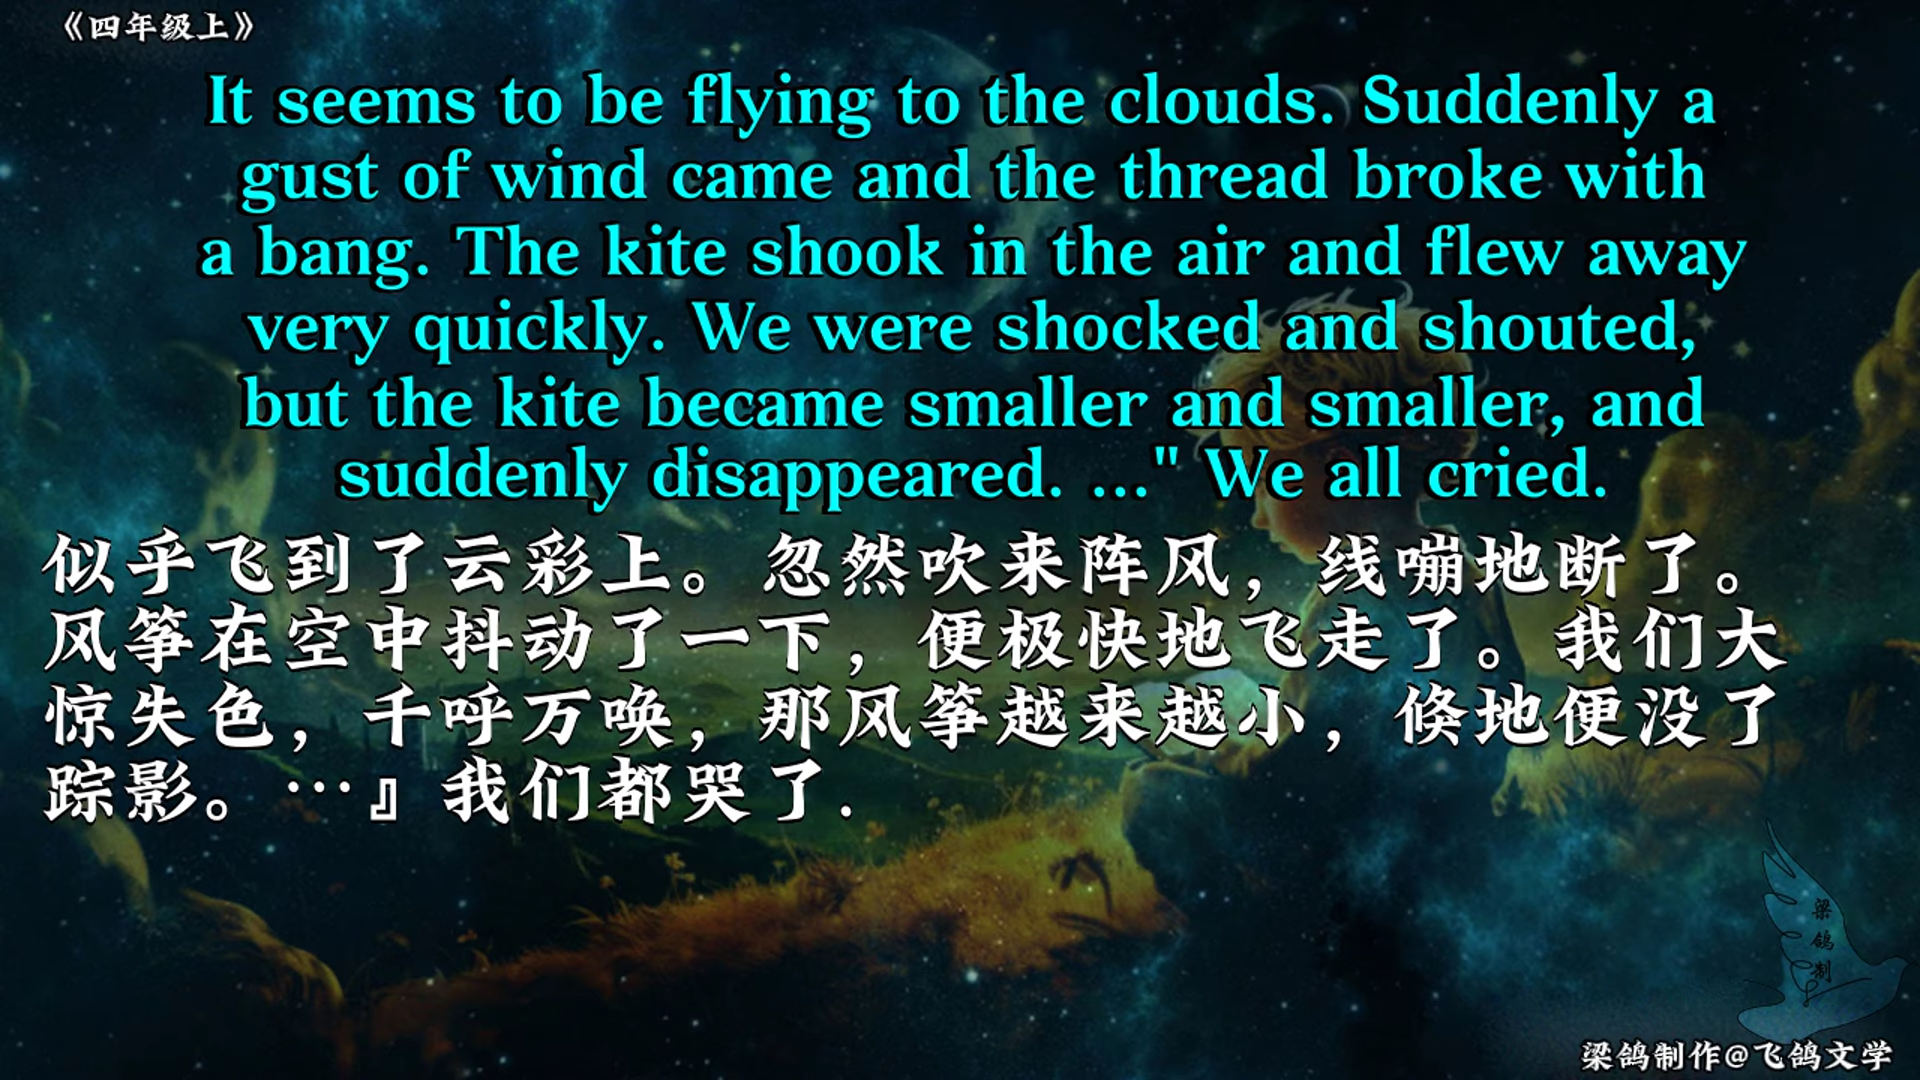 《四年级上》
It seems to be flying to the clouds. Suddenly a
gust of wind came and the thread broke with
a bang. The kite shook in the air and flew away
very quickly. We were shocked and shouted,
but the kite became smaller and smaller, and
suddenly disappeared. ..." We all cried.
似乎飞到了云彩上。忽然吹来阵风，线嘣地断了。
风筝在空中抖动了一下，便极快地飞走了。我们大
惊失色，千呼万唤，那风筝越来越小，倏地便没了
踪影。…』我们都哭了.
梁
鸽
制
梁鸽制作@飞鸽文学